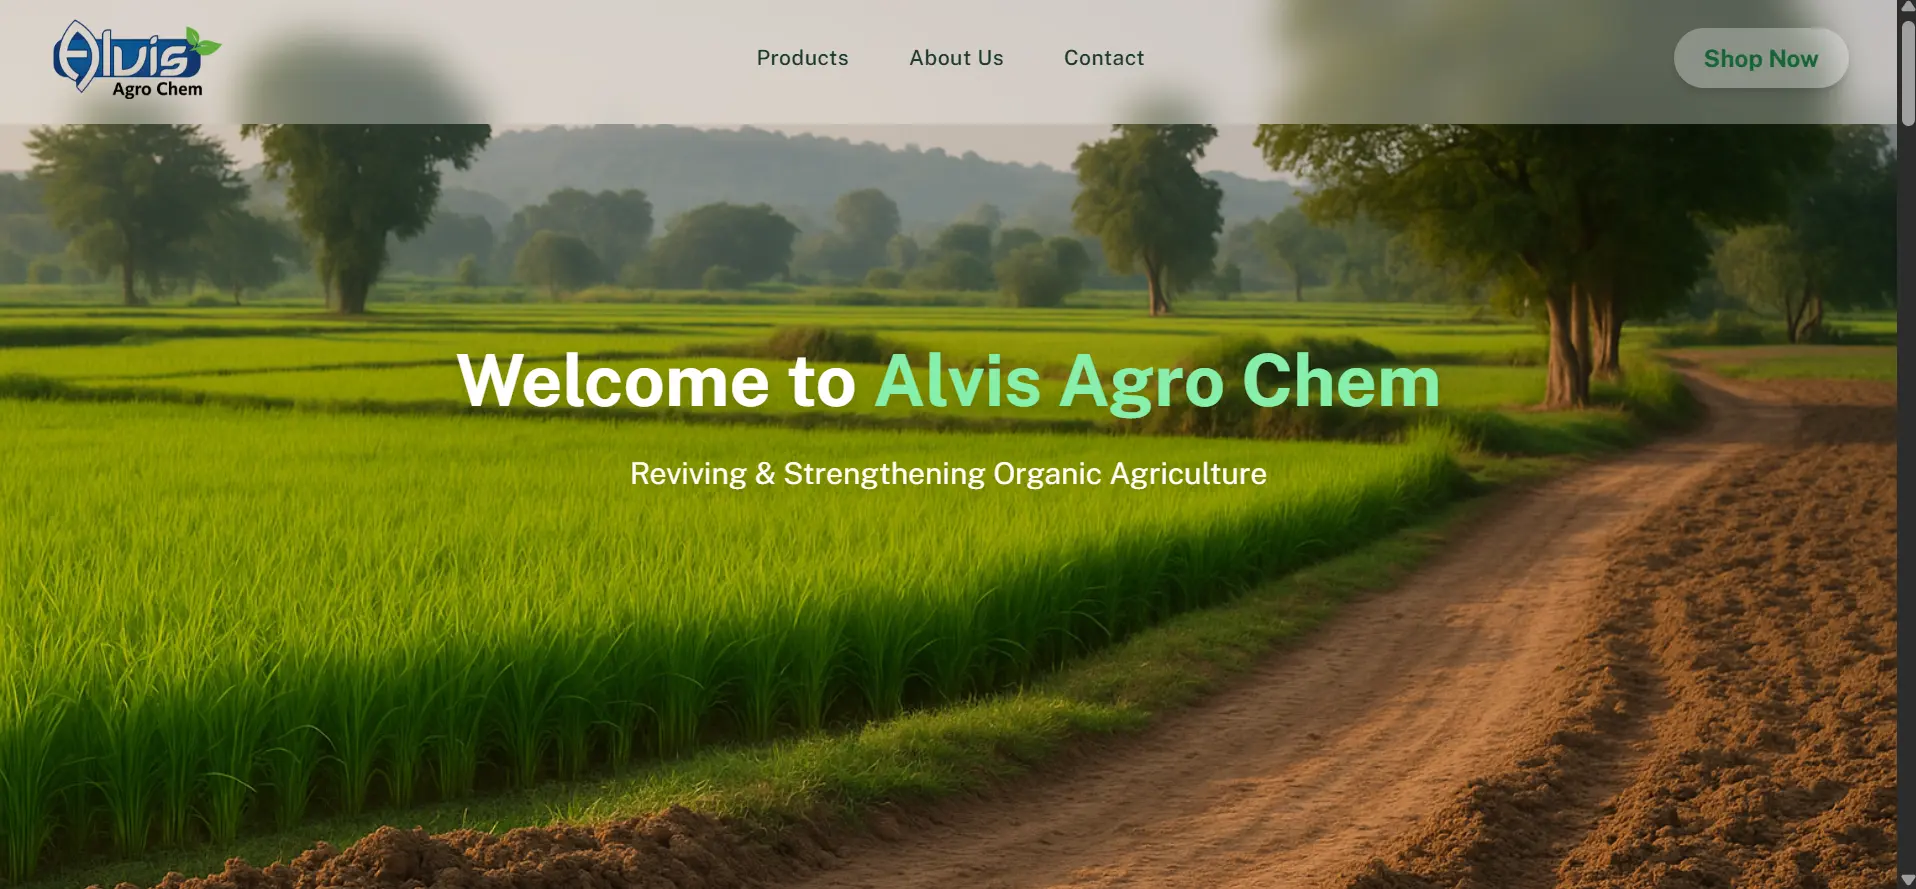 Alvis
Agro Chem
Products
About Us
Contact
Shop Now
Welcome to Alvis Agro Chem
Reviving & Strengthening Organic Agriculture